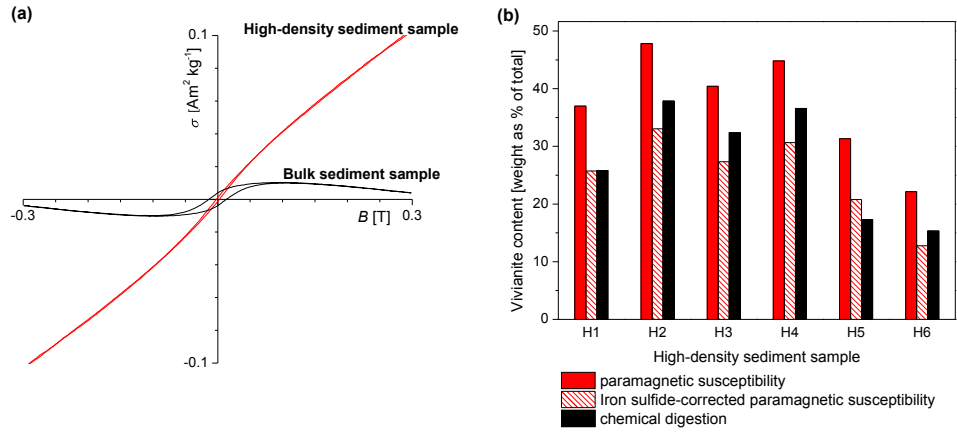 (a)
High-density sediment sample
0.1
σ [Am² kg⁻¹]
Bulk sediment sample
-0.3
B [T]
0.3
-0.1
(b)
Vivianite content [weight as % of total]
50
40
30
20
10
0
H1 H2 H3 H4 H5 H6
High-density sediment sample
paramagnetic susceptibility
Iron sulfide-corrected paramagnetic susceptibility
chemical digestion